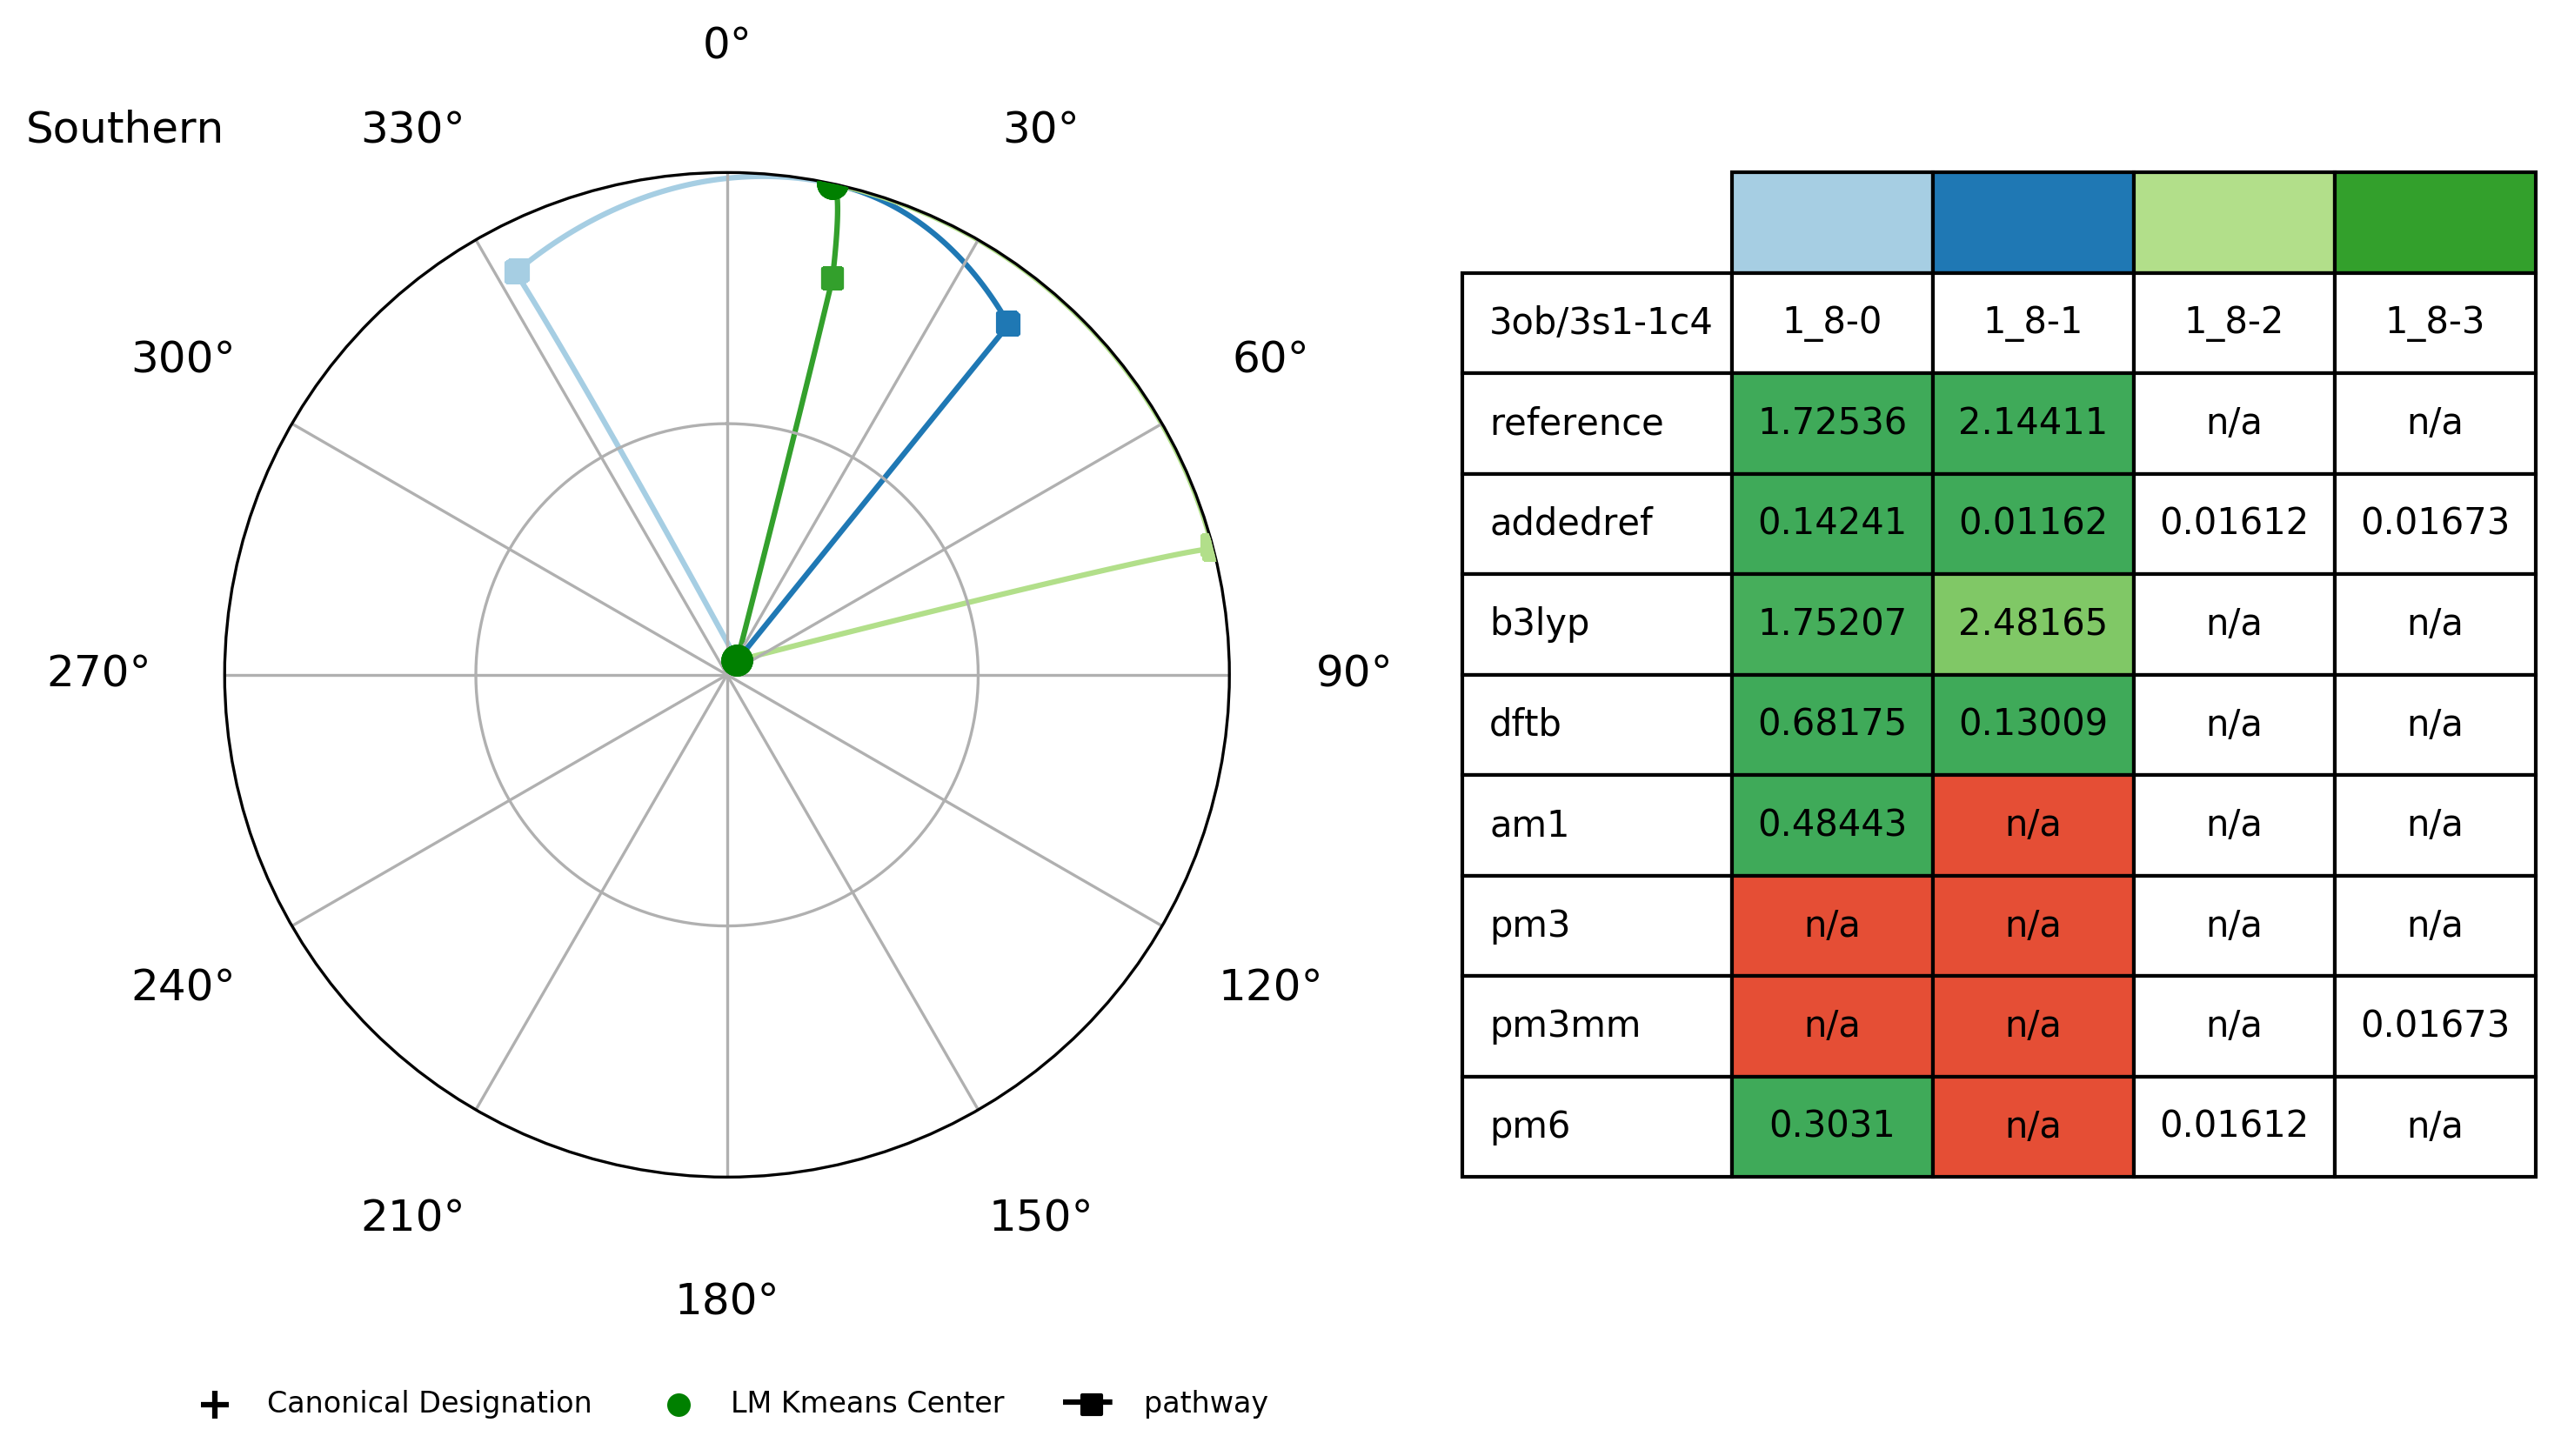 0°
Southern
330°
30°
300°
60°
270°
90°
240°
120°
210°
150°
180°
Canonical Designation
LM Kmeans Center
pathway
3ob/3s1-1c4 1_8-0 1_8-1 1_8-2 1_8-3
reference 1.72536 2.14411 n/a n/a
addedref 0.14241 0.01162 0.01612 0.01673
b3lyp 1.75207 2.48165 n/a n/a
dftb 0.68175 0.13009 n/a n/a
am1 0.48443 n/a n/a n/a
pm3 n/a n/a n/a n/a
pm3mm n/a n/a n/a 0.01673
pm6 0.3031 n/a 0.01612 n/a